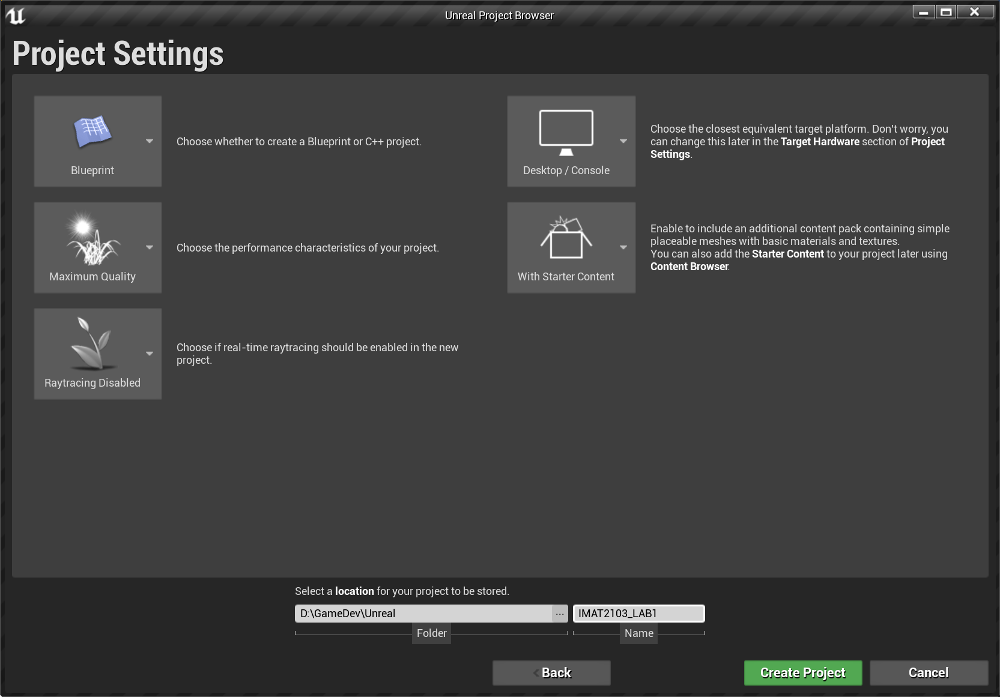 Unreal Project Browser
Project Settings
Blueprint
Choose whether to create a Blueprint or C++ project.
Desktop / Console
Choose the closest equivalent target platform. Don't worry, you
can change this later in the Target Hardware section of Project
Settings.
Maximum Quality
Choose the performance characteristics of your project.
With Starter Content
Enable to include an additional content pack containing simple
placeable meshes with basic materials and textures.
You can also add the Starter Content to your project later using
Content Browser.
Raytracing Disabled
Choose if real-time raytracing should be enabled in the new
project.
Select a location for your project to be stored.
D:\GameDev\Unreal
...
IMAT2103_LAB1
Folder
Name
Back
Create Project
Cancel